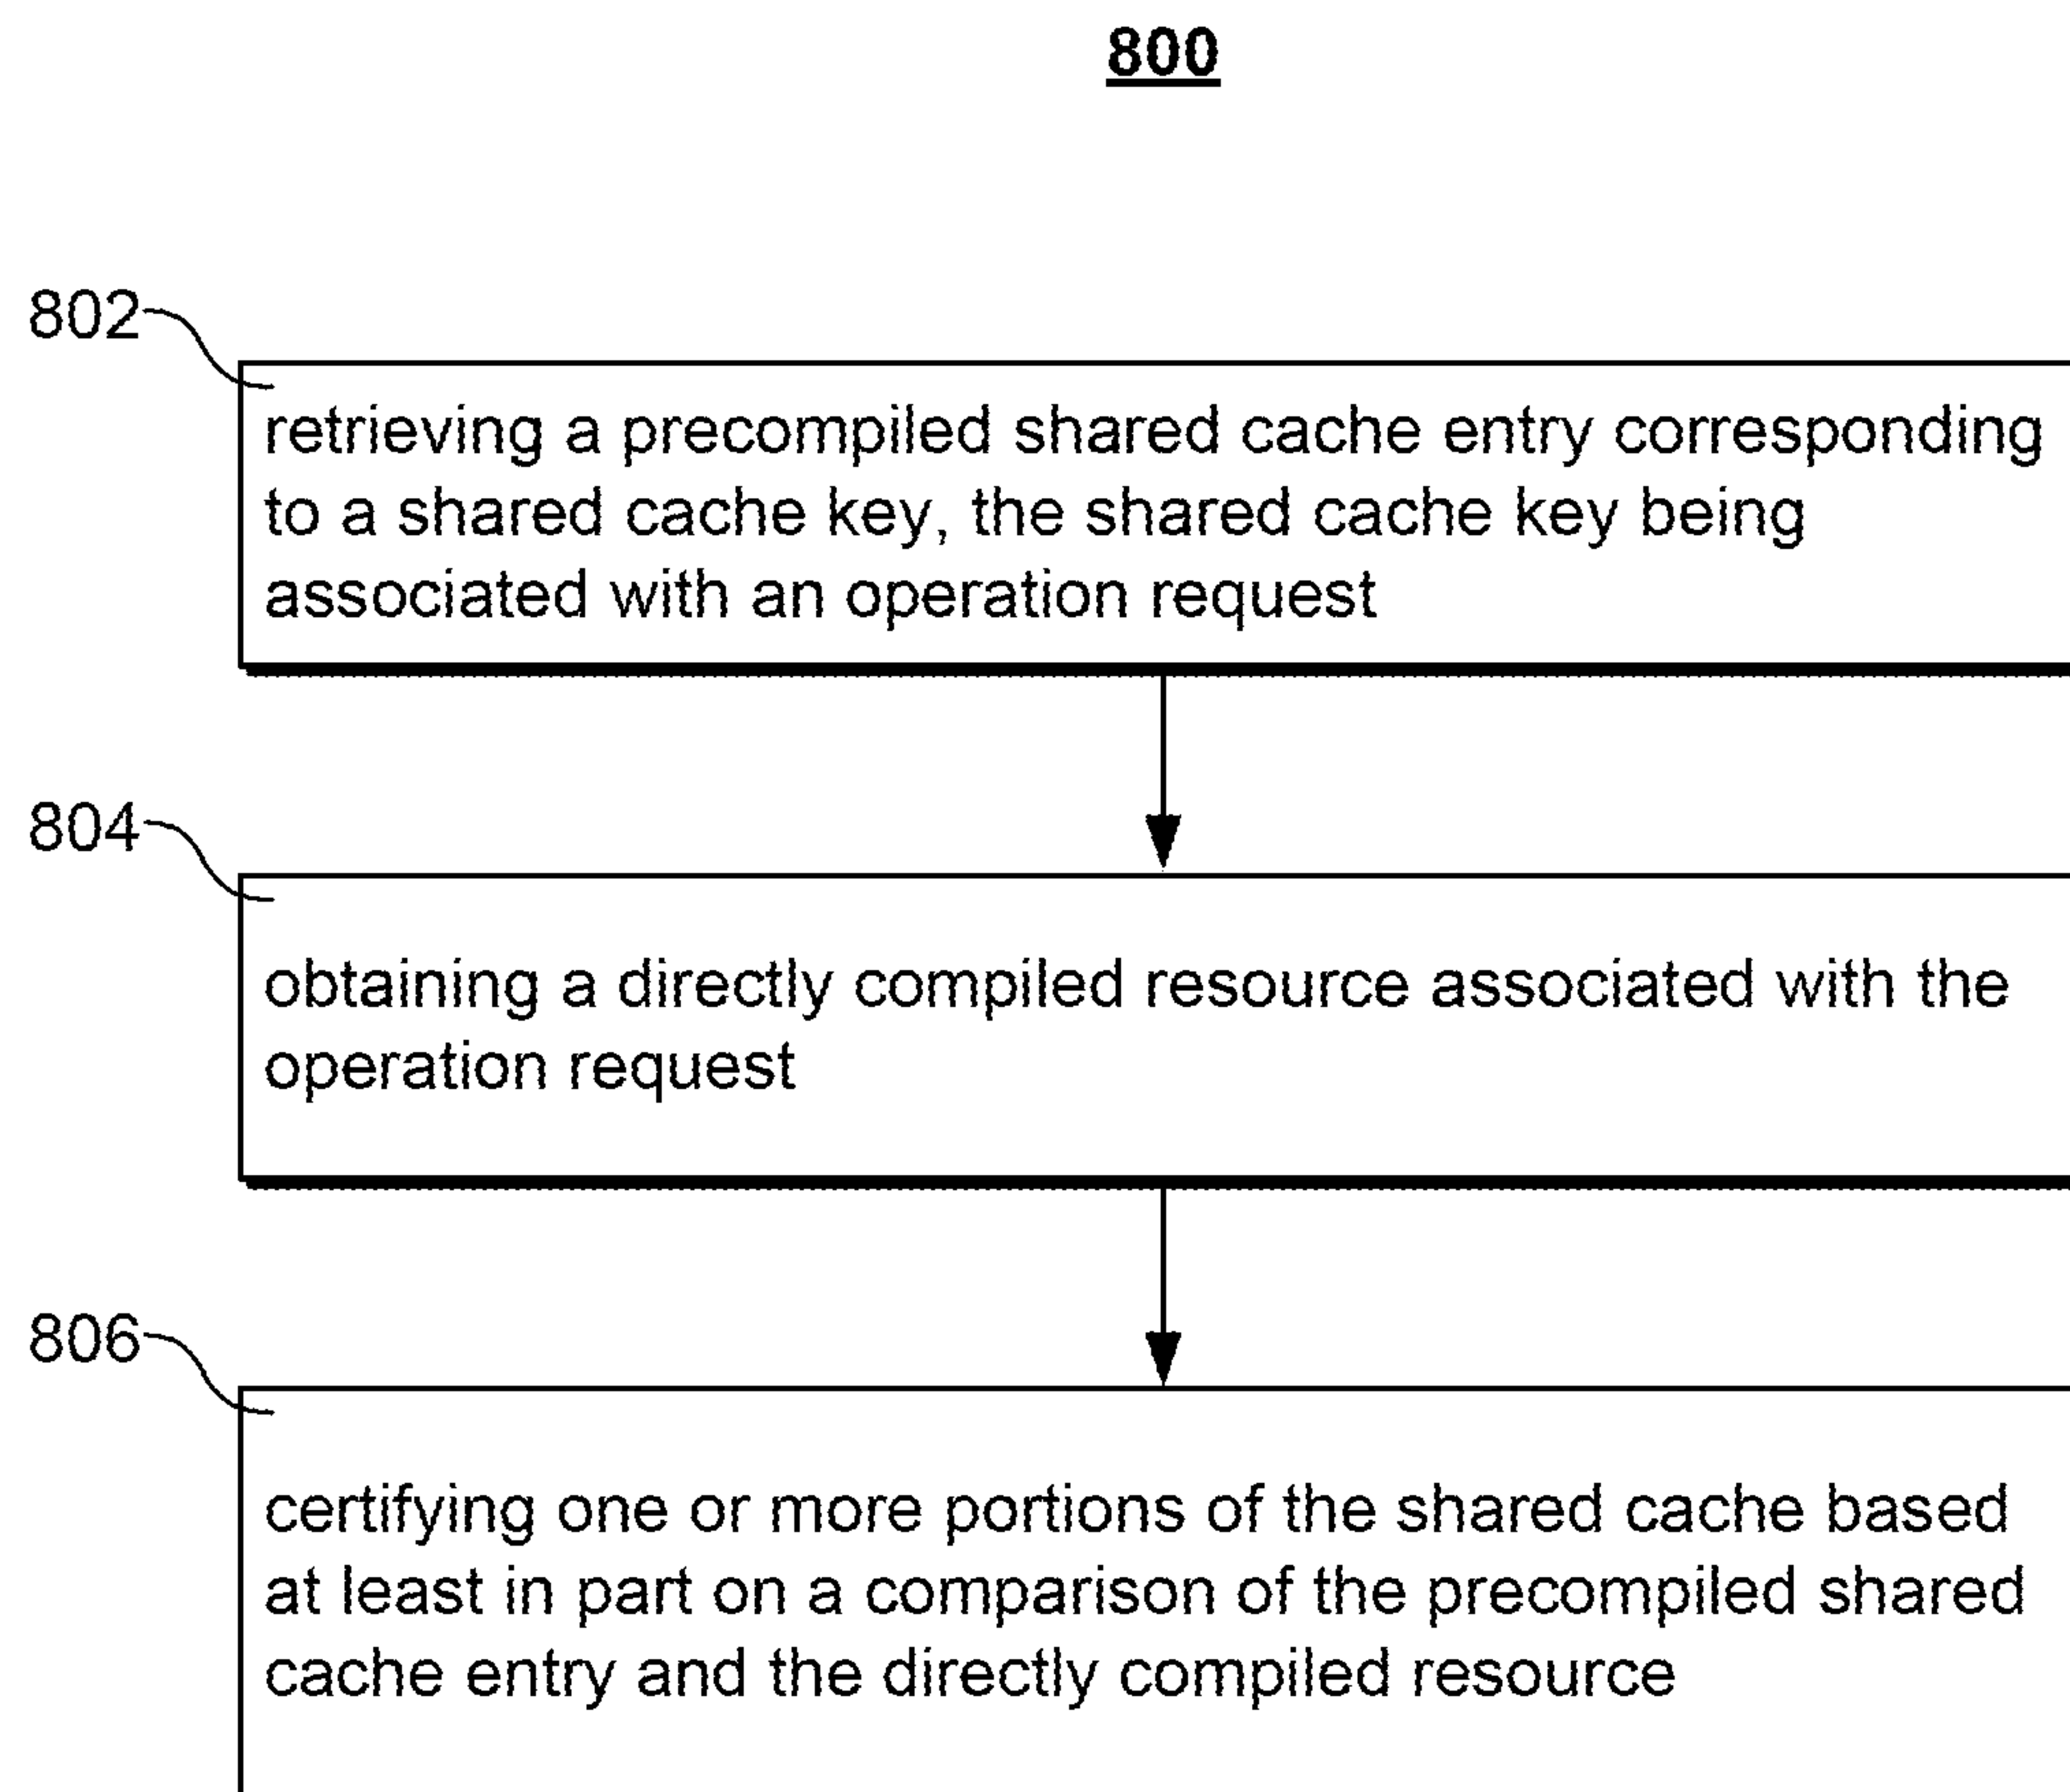 800
802
retrieving a precompiled shared cache entry corresponding
to a shared cache key, the shared cache key being
associated with an operation request
804
obtaining a directly compiled resource associated with the
operation request
806
certifying one or more portions of the shared cache based
at least in part on a comparison of the precompiled shared
cache entry and the directly compiled resource